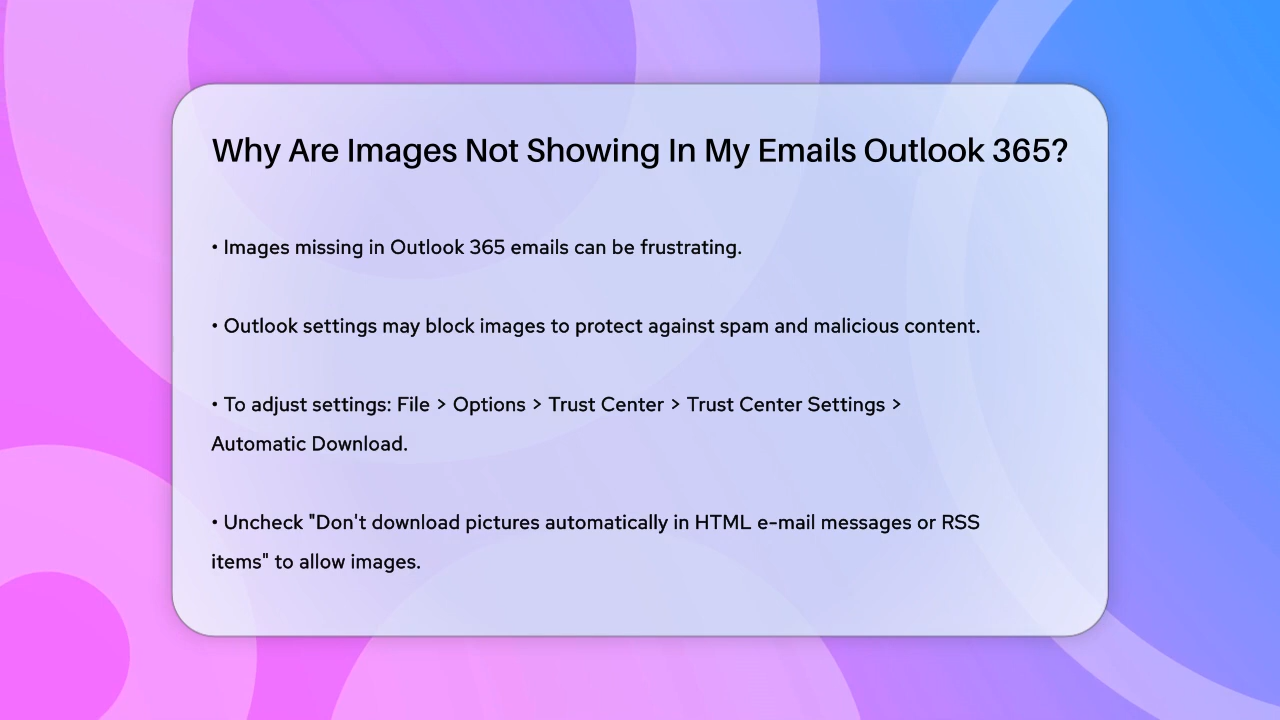 Why Are Images Not Showing In My Emails Outlook 365?
• Images missing in Outlook 365 emails can be frustrating.
• Outlook settings may block images to protect against spam and malicious content.
• To adjust settings: File > Options > Trust Center > Trust Center Settings >
Automatic Download.
• Uncheck "Don't download pictures automatically in HTML e-mail messages or RSS
items" to allow images.